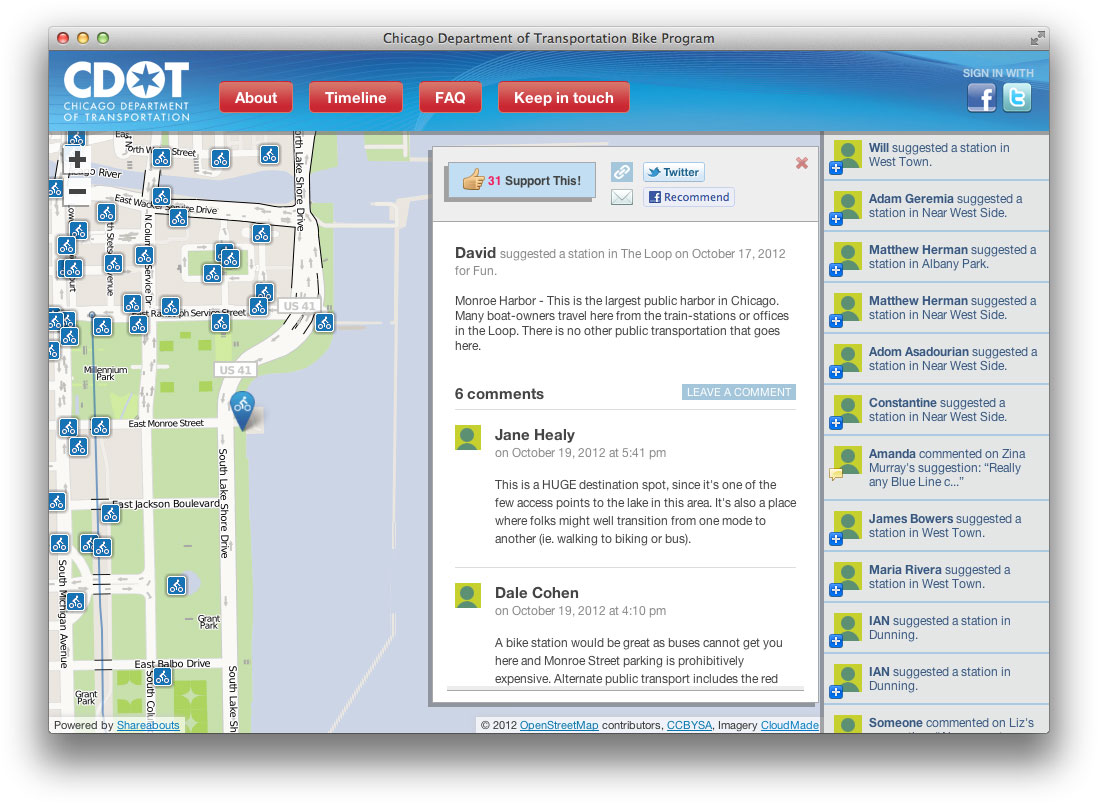 Chicago Department of Transportation Bike Program
CDOT
CHICAGO DEPARTMENT
OF TRANSPORTATION
About
Timeline
FAQ
Keep in touch
SIGN IN WITH
+
−
North Water Street
East Wacker Service Drive
North Lake Shore Drive
East Randolph Service Street
US 41
US 41
Millennium
Park
East Monroe Street
South Lake Shore Drive
East Jackson Boulevard
South Michigan Avenue
Grant
Park
East Balbo Drive
Grant
Park
South Lake Shore Drive
Powered by Shareabouts
31 Support This!
Twitter
Recommend
David suggested a station in The Loop on October 17, 2012
for Fun.
Monroe Harbor - This is the largest public harbor in Chicago.
Many boat-owners travel here from the train-stations or offices
in the Loop. There is no other public transportation that goes
here.
6 comments
LEAVE A COMMENT
Jane Healy
on October 19, 2012 at 5:41 pm
This is a HUGE destination spot, since it's one of the
few access points to the lake in this area. It's also a place
where folks might well transition from one mode to
another (ie. walking to biking or bus).
Dale Cohen
on October 19, 2012 at 4:10 pm
A bike station would be great as buses cannot get you
here and Monroe Street parking is prohibitively
expensive. Alternate public transport includes the red
© 2012 OpenStreetMap contributors, CCBYSA, Imagery CloudMade
Will suggested a station in
West Town.
Adam Geremia suggested a
station in Near West Side.
Matthew Herman suggested a
station in Albany Park.
Matthew Herman suggested a
station in Near West Side.
Adom Asadourian suggested a
station in Near West Side.
Constantine suggested a
station in Near West Side.
Amanda commented on Zina
Murray's suggestion: “Really
any Blue Line c...”
James Bowers suggested a
station in West Town.
Maria Rivera suggested a
station in West Town.
IAN suggested a station in
Dunning.
IAN suggested a station in
Dunning.
Someone commented on Liz's